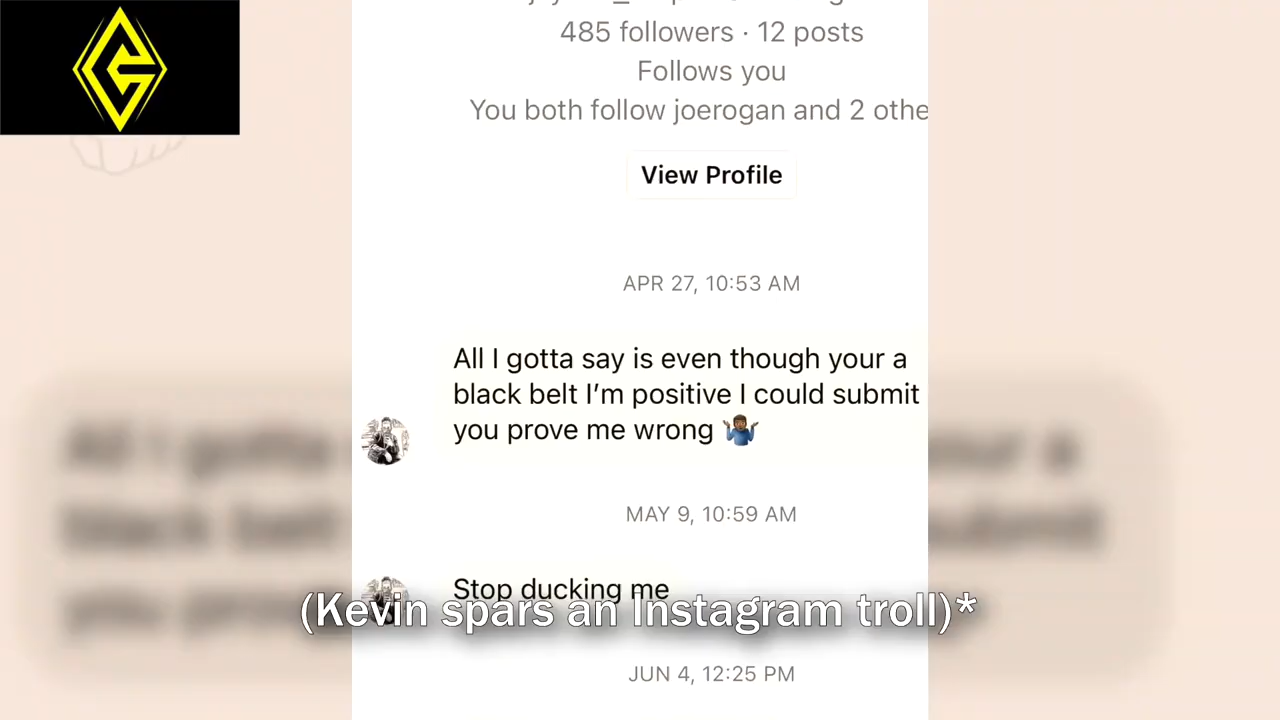 485 followers · 12 posts
Follows you
You both follow joerogan and 2 othe
View Profile
APR 27, 10:53 AM
All I gotta say is even though your a
black belt I'm positive I could submit
you prove me wrong 🤷🏾‍♂️
MAY 9, 10:59 AM
Stop ducking me
(Kevin spars an Instagram troll)*
JUN 4, 12:25 PM